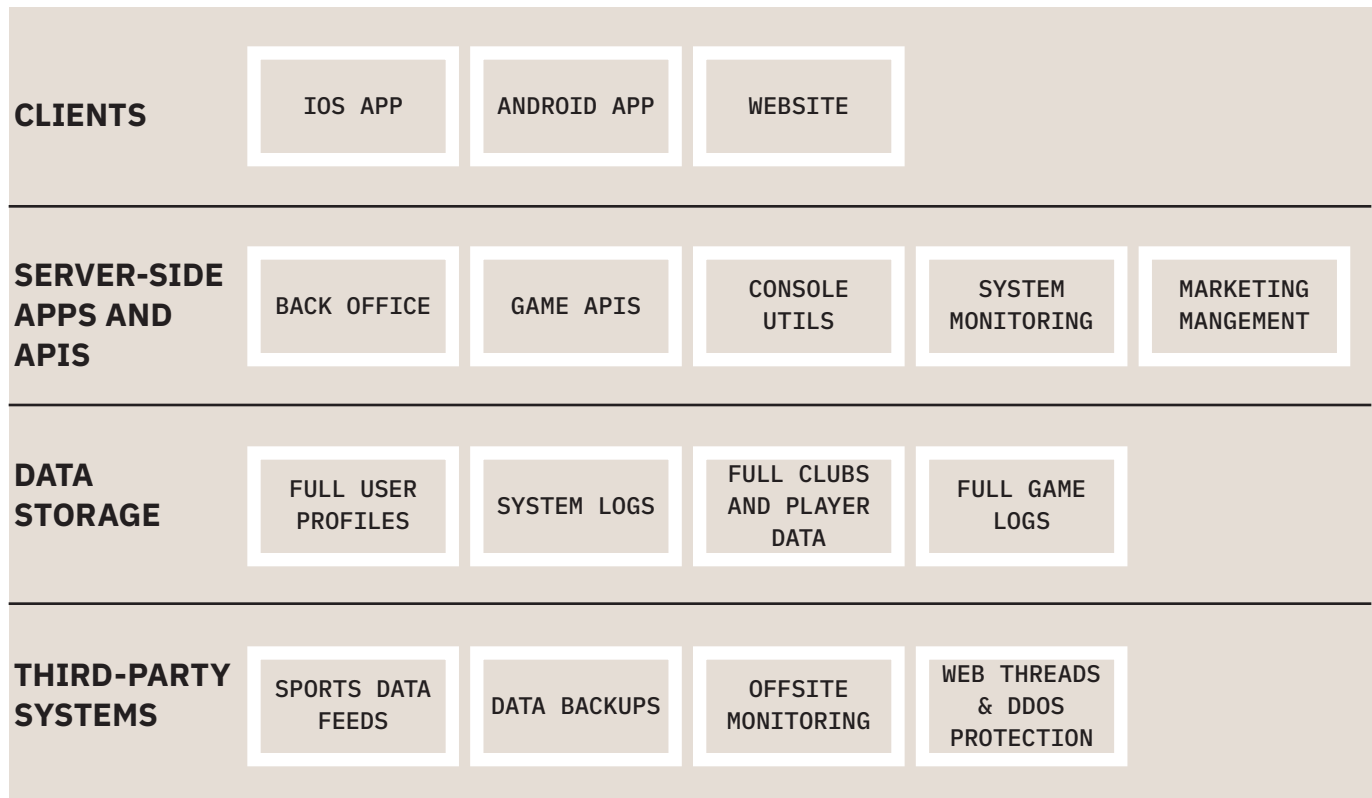 CLIENTS
IOS APP
ANDROID APP
WEBSITE
SERVER-SIDE
APPS AND
APIS
BACK OFFICE
GAME APIS
CONSOLE
UTILS
SYSTEM
MONITORING
MARKETING
MANGEMENT
DATA
STORAGE
FULL USER
PROFILES
SYSTEM LOGS
FULL CLUBS
AND PLAYER
DATA
FULL GAME
LOGS
THIRD-PARTY
SYSTEMS
SPORTS DATA
FEEDS
DATA BACKUPS
OFFSITE
MONITORING
WEB THREADS
& DDOS
PROTECTION